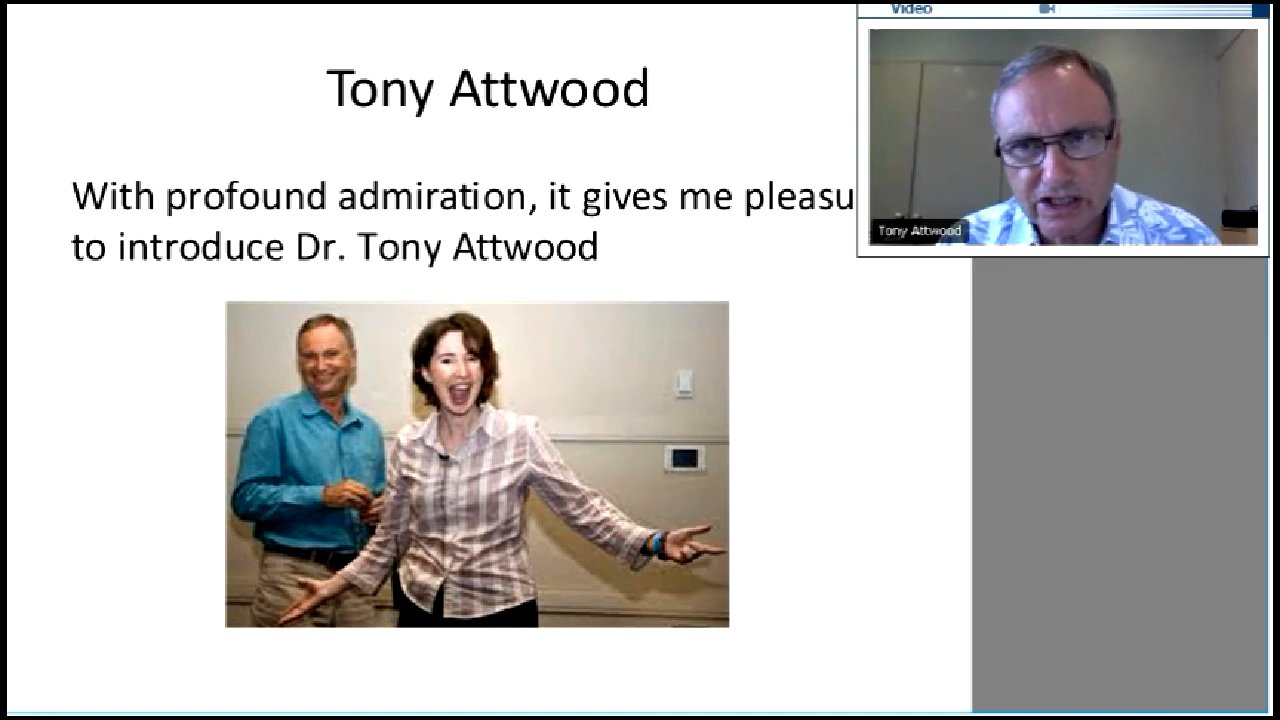 Video
Tony Attwood
With profound admiration, it gives me pleasu
to introduce Dr. Tony Attwood
Tony Attwood